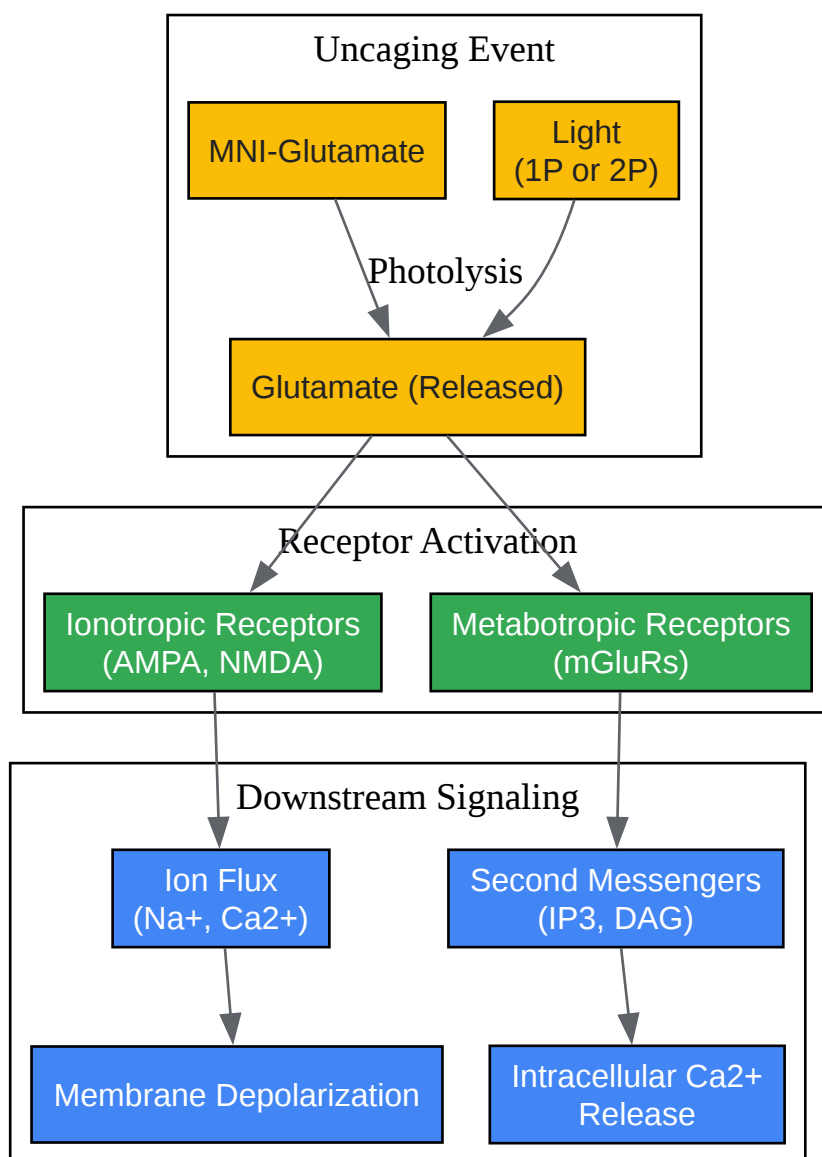 Uncaging Event
MNI-Glutamate
Light
(1P or 2P)
Photolysis
Glutamate (Released)
Receptor Activation
Ionotropic Receptors
(AMPA, NMDA)
Metabotropic Receptors
(mGluRs)
Downstream Signaling
Ion Flux
(Na+, Ca2+)
Second Messengers
(IP3, DAG)
Membrane Depolarization
Intracellular Ca2+
Release